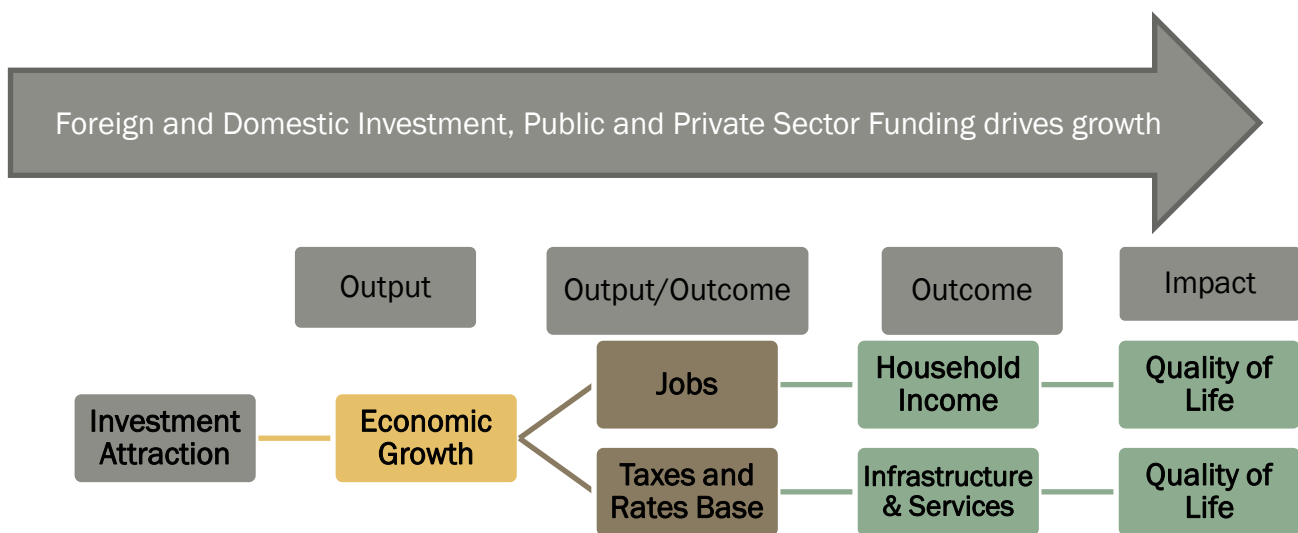 Foreign and Domestic Investment, Public and Private Sector Funding drives growth
Output
Output/Outcome
Outcome
Impact
Investment
Attraction
Economic
Growth
Jobs
Household
Income
Quality of
Life
Taxes and
Rates Base
Infrastructure
& Services
Quality of
Life